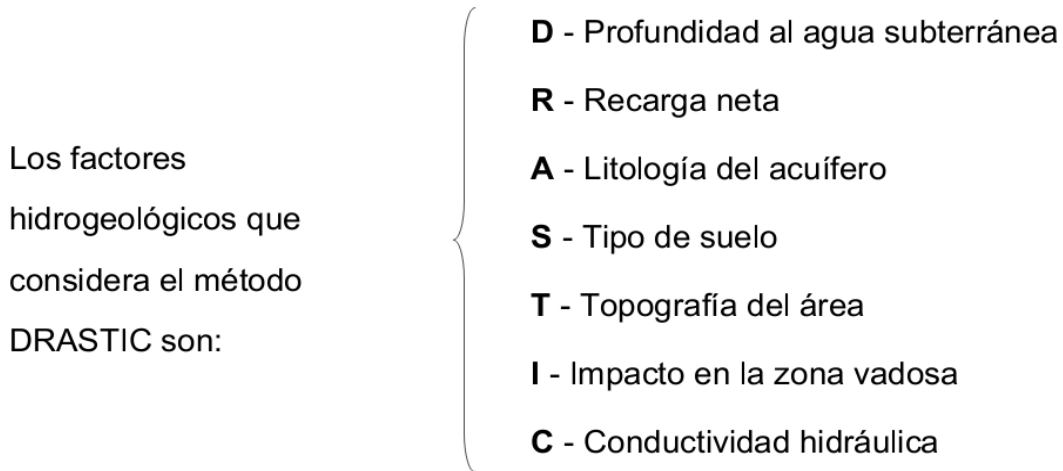 Los factores
hidrogeológicos que
considera el método
DRASTIC son:
D - Profundidad al agua subterránea
R - Recarga neta
A - Litología del acuífero
S - Tipo de suelo
T - Topografía del área
I - Impacto en la zona vadosa
C - Conductividad hidráulica